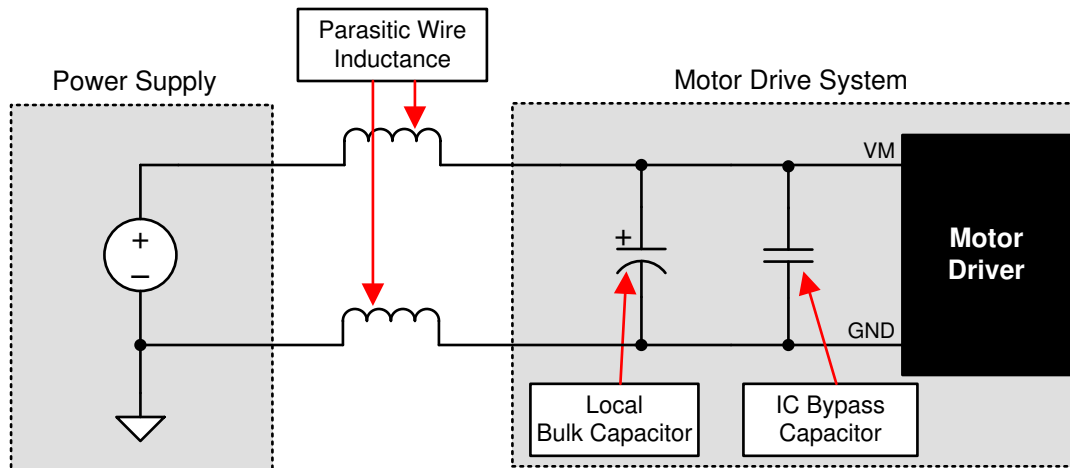 Parasitic Wire
Inductance
Power Supply
Motor Drive System
VM
+
−
+
Motor
Driver
GND
Local
Bulk Capacitor
IC Bypass
Capacitor